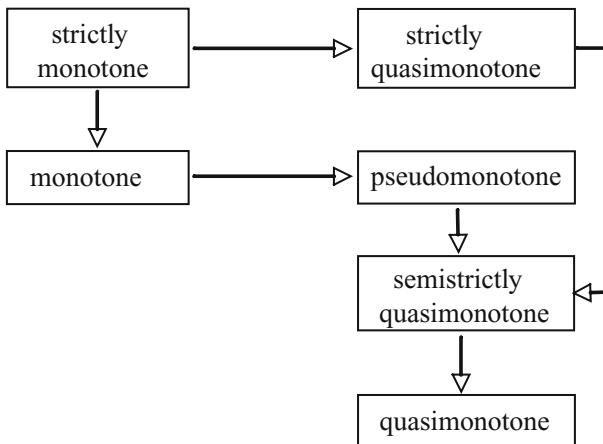 strictly
monotone
strictly
quasimonotone
monotone
pseudomonotone
semistrictly
quasimonotone
quasimonotone